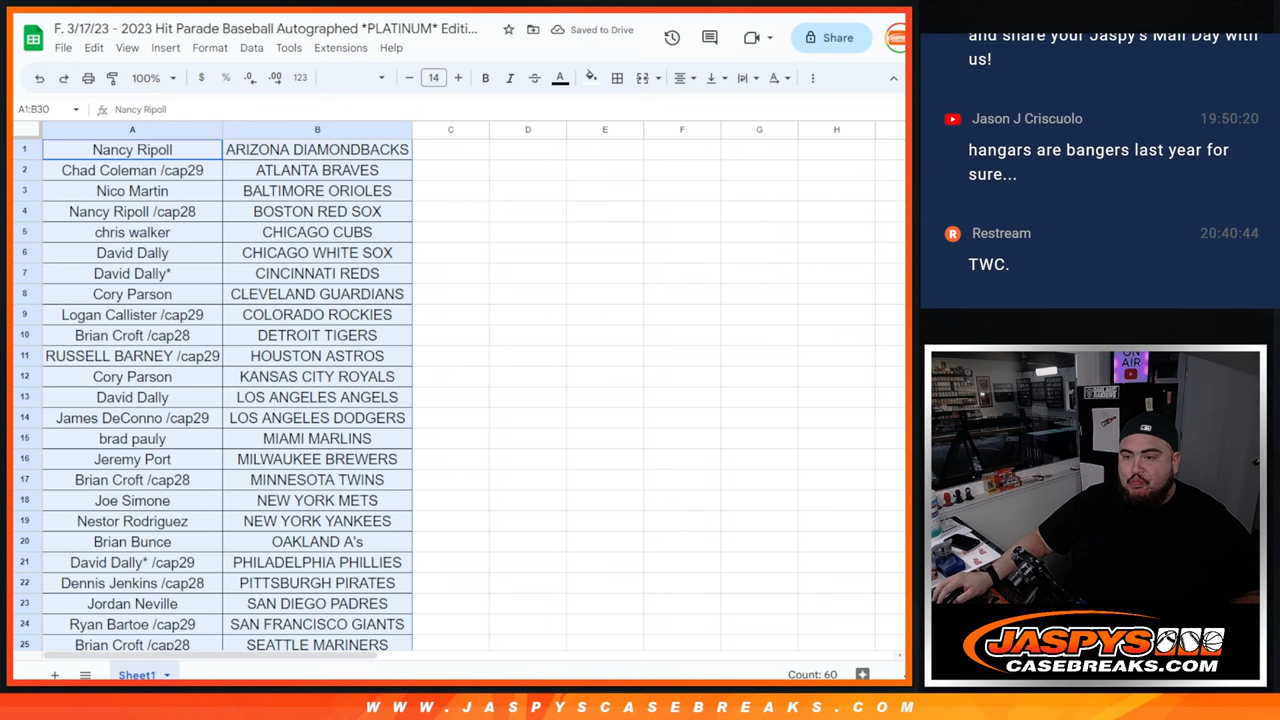 F. 3/17/23 - 2023 Hit Parade Baseball Autographed *PLATINUM* Editi...
Saved to Drive
Share
File Edit View Insert Format Data Tools Extensions Help
100% $ % .0 .00 123 14 B I S A
A1:B30 fx Nancy Ripoll
A B C D E F G H
1 Nancy Ripoll ARIZONA DIAMONDBACKS
2 Chad Coleman /cap29 ATLANTA BRAVES
3 Nico Martin BALTIMORE ORIOLES
4 Nancy Ripoll /cap28 BOSTON RED SOX
5 chris walker CHICAGO CUBS
6 David Dally CHICAGO WHITE SOX
7 David Dally* CINCINNATI REDS
8 Cory Parson CLEVELAND GUARDIANS
9 Logan Callister /cap29 COLORADO ROCKIES
10 Brian Croft /cap28 DETROIT TIGERS
11 RUSSELL BARNEY /cap29 HOUSTON ASTROS
12 Cory Parson KANSAS CITY ROYALS
13 David Dally LOS ANGELES ANGELS
14 James DeConno /cap29 LOS ANGELES DODGERS
15 brad pauly MIAMI MARLINS
16 Jeremy Port MILWAUKEE BREWERS
17 Brian Croft /cap28 MINNESOTA TWINS
18 Joe Simone NEW YORK METS
19 Nestor Rodriguez NEW YORK YANKEES
20 Brian Bunce OAKLAND A's
21 David Dally* /cap29 PHILADELPHIA PHILLIES
22 Dennis Jenkins /cap28 PITTSBURGH PIRATES
23 Jordan Neville SAN DIEGO PADRES
24 Ryan Bartoe /cap29 SAN FRANCISCO GIANTS
25 Brian Croft /cap28 SEATTLE MARINERS
Sheet1
Count: 60
and share your Jaspy's Mail Day with
us!
Jason J Criscuolo 19:50:20
hangars are bangers last year for
sure...
Restream 20:40:44
TWC.
ON
AIR
JASPYS
CASEBREAKS.COM
WWW.JASPYSCASEBREAKS.COM